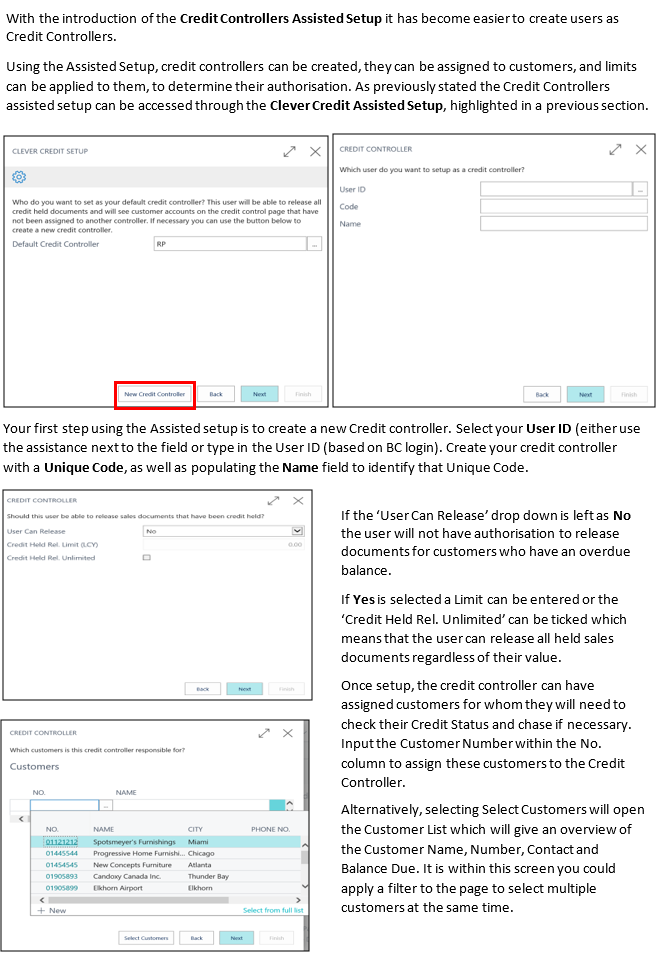 With the introduction of the Credit Controllers Assisted Setup it has become easier to create users as
Credit Controllers.
Using the Assisted Setup, credit controllers can be created, they can be assigned to customers, and limits
can be applied to them, to determine their authorisation. As previously stated the Credit Controllers
assisted setup can be accessed through the Clever Credit Assisted Setup, highlighted in a previous section.
CLEVER CREDIT SETUP
Who do you want to set as your default credit controller? This user will be able to release all
credit held documents and will see customer accounts on the credit control page that have
not been assigned to another controller. If necessary you can use the button below to
create a new credit controller.
Default Credit Controller RP ...
New Credit Controller Back Next Finish
CREDIT CONTROLLER
Which user do you want to setup as a credit controller?
User ID ...
Code
Name
Back Next Finish
Your first step using the Assisted setup is to create a new Credit controller. Select your User ID (either use
the assistance next to the field or type in the User ID (based on BC login). Create your credit controller
with a Unique Code, as well as populating the Name field to identify that Unique Code.
CREDIT CONTROLLER
Should this user be able to release sales documents that have been credit held?
User Can Release No
Credit Held Rel. Limit (LCY) 0.00
Credit Held Rel. Unlimited
Back Next Finish
If the ‘User Can Release’ drop down is left as No
the user will not have authorisation to release
documents for customers who have an overdue
balance.
If Yes is selected a Limit can be entered or the
‘Credit Held Rel. Unlimited’ can be ticked which
means that the user can release all held sales
documents regardless of their value.
Once setup, the credit controller can have
assigned customers for whom they will need to
check their Credit Status and chase if necessary.
Input the Customer Number within the No.
column to assign these customers to the Credit
Controller.
Alternatively, selecting Select Customers will open
the Customer List which will give an overview of
the Customer Name, Number, Contact and
Balance Due. It is within this screen you could
apply a filter to the page to select multiple
customers at the same time.
CREDIT CONTROLLER
Which customers is this credit controller responsible for?
Customers
NO. NAME
...
NO. NAME CITY PHONE NO.
01121212 Spotsmeyer's Furnishings Miami
01445544 Progressive Home Furnishi... Chicago
01454545 New Concepts Furniture Atlanta
01905893 Candoxy Canada Inc. Thunder Bay
01905899 Elkhorn Airport Elkhorn
+ New Select from full list
Select Customers Back Next Finish